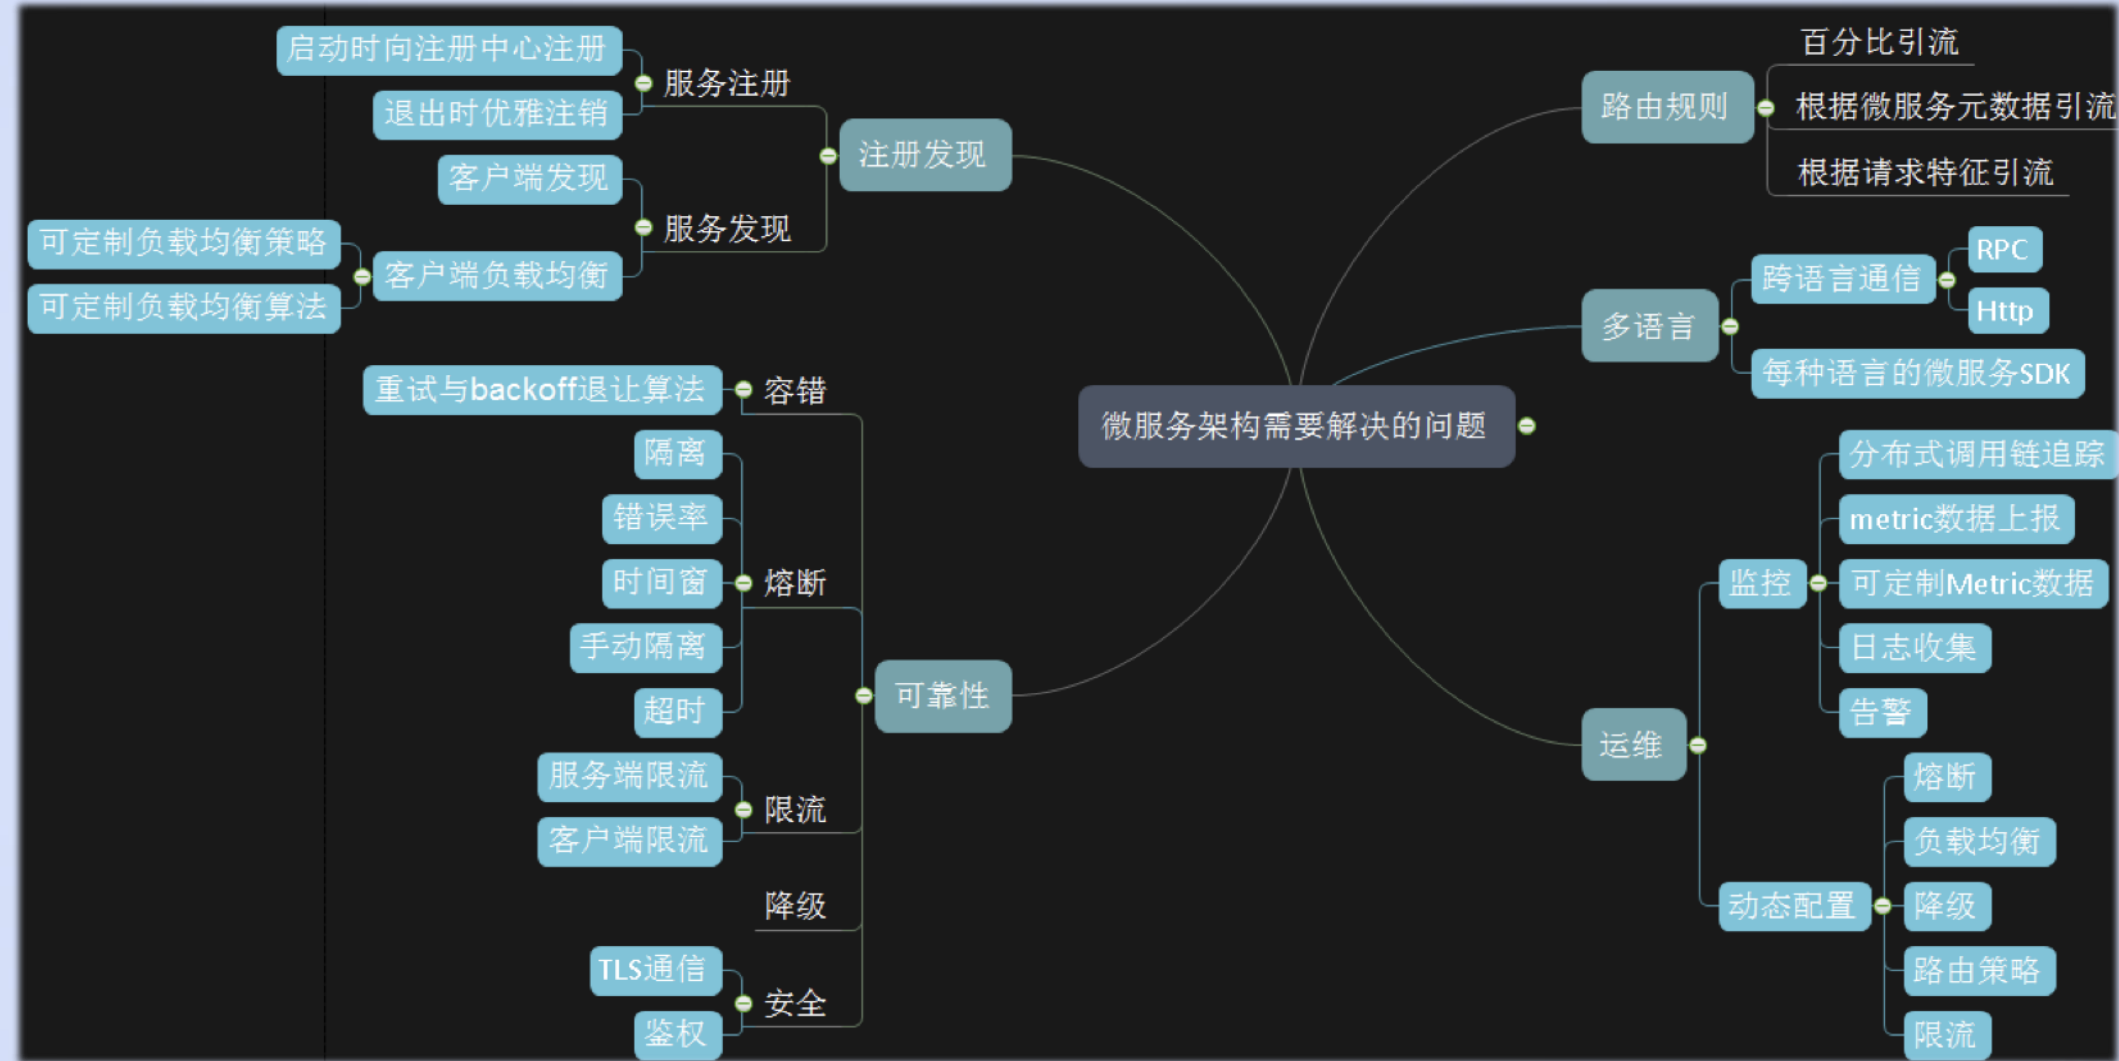 微服务架构需要解决的问题
注册发现
服务注册
启动时向注册中心注册
退出时优雅注销
服务发现
客户端发现
客户端负载均衡
可定制负载均衡策略
可定制负载均衡算法
可靠性
容错
重试与backoff退让算法
熔断
隔离
错误率
时间窗
手动隔离
超时
限流
服务端限流
客户端限流
降级
安全
TLS通信
鉴权
路由规则
百分比引流
根据微服务元数据引流
根据请求特征引流
多语言
跨语言通信
RPC
Http
每种语言的微服务SDK
运维
监控
分布式调用链追踪
metric数据上报
可定制Metric数据
日志收集
告警
动态配置
熔断
负载均衡
降级
路由策略
限流